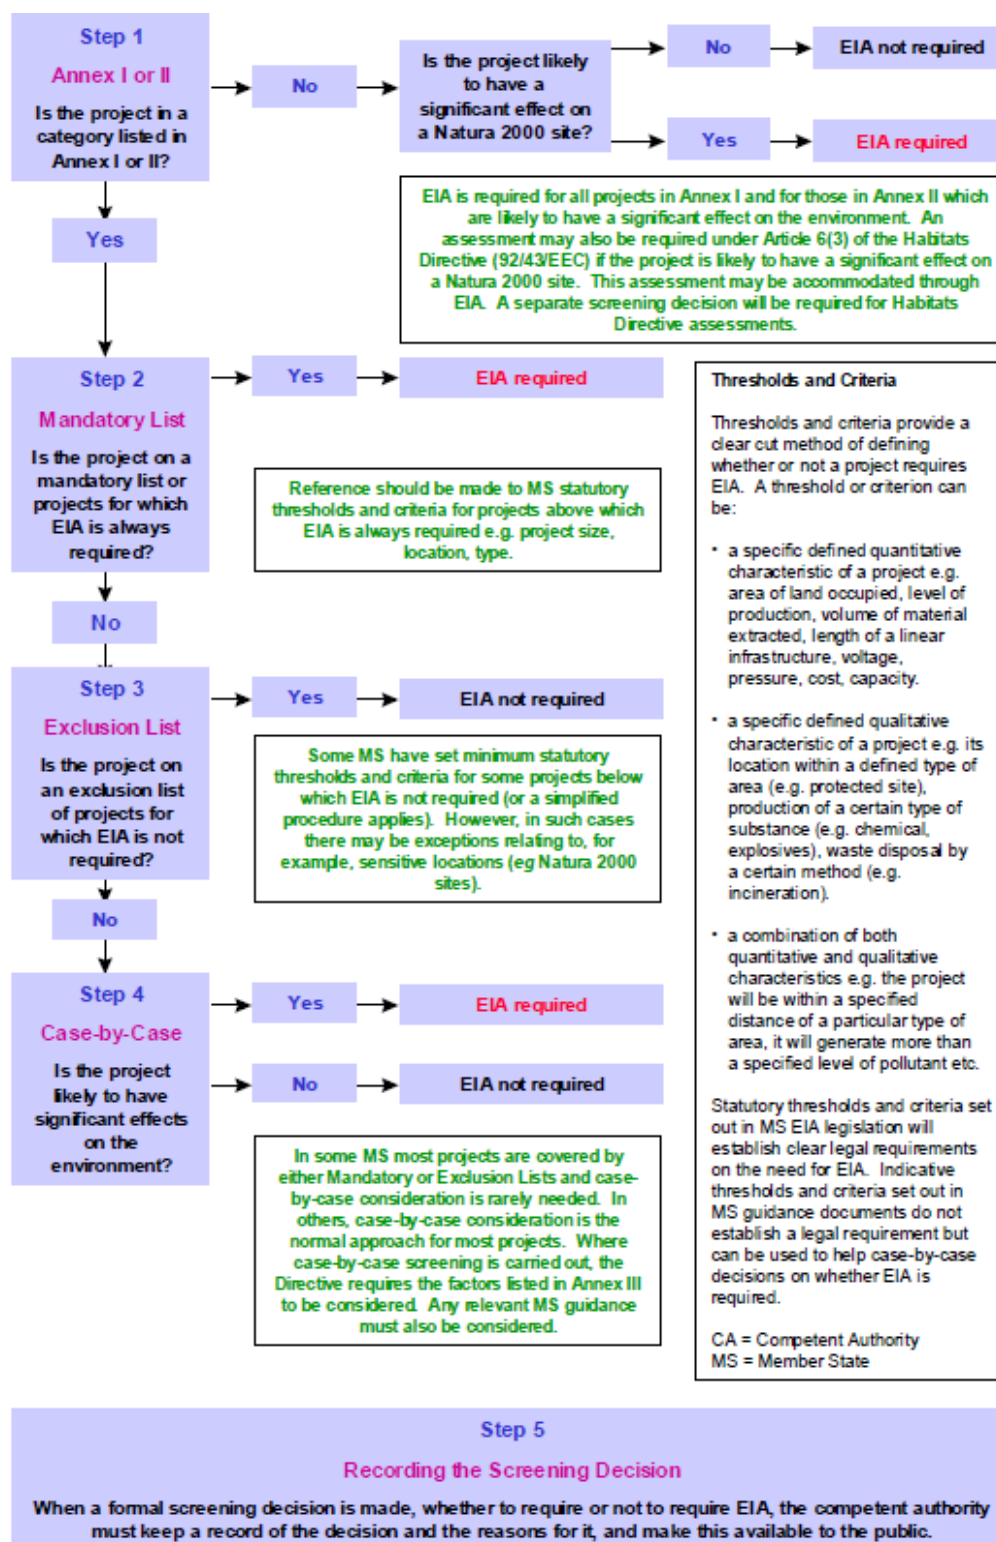 Step 1
Annex I or II
Is the project in a
category listed in
Annex I or II?
No
Is the project likely
to have a
significant effect on
a Natura 2000 site?
No
EIA not required
Yes
EIA required
Yes
EIA is required for all projects in Annex I and for those in Annex II which
are likely to have a significant effect on the environment. An
assessment may also be required under Article 6(3) of the Habitats
Directive (92/43/EEC) if the project is likely to have a significant effect on
a Natura 2000 site. This assessment may be accommodated through
EIA. A separate screening decision will be required for Habitats
Directive assessments.
Step 2
Mandatory List
Is the project on a
mandatory list or
projects for which
EIA is always
required?
Yes
EIA required
Reference should be made to MS statutory
thresholds and criteria for projects above which
EIA is always required e.g. project size,
location, type.
No
Step 3
Exclusion List
Is the project on
an exclusion list
of projects for
which EIA is not
required?
Yes
EIA not required
Some MS have set minimum statutory
thresholds and criteria for some projects below
which EIA is not required (or a simplified
procedure applies). However, in such cases
there may be exceptions relating to, for
example, sensitive locations (eg Natura 2000
sites).
No
Step 4
Case-by-Case
Is the project
likely to have
significant effects
on the
environment?
Yes
EIA required
No
EIA not required
In some MS most projects are covered by
either Mandatory or Exclusion Lists and case-
by-case consideration is rarely needed. In
others, case-by-case consideration is the
normal approach for most projects. Where
case-by-case screening is carried out, the
Directive requires the factors listed in Annex III
to be considered. Any relevant MS guidance
must also be considered.
Thresholds and Criteria
Thresholds and criteria provide a
clear cut method of defining
whether or not a project requires
EIA. A threshold or criterion can
be:
• a specific defined quantitative
characteristic of a project e.g.
area of land occupied, level of
production, volume of material
extracted, length of a linear
infrastructure, voltage,
pressure, cost, capacity.
• a specific defined qualitative
characteristic of a project e.g. its
location within a defined type of
area (e.g. protected site),
production of a certain type of
substance (e.g. chemical,
explosives), waste disposal by
a certain method (e.g.
incineration).
• a combination of both
quantitative and qualitative
characteristics e.g. the project
will be within a specified
distance of a particular type of
area, it will generate more than
a specified level of pollutant etc.
Statutory thresholds and criteria set
out in MS EIA legislation will
establish clear legal requirements
on the need for EIA. Indicative
thresholds and criteria set out in
MS guidance documents do not
establish a legal requirement but
can be used to help case-by-case
decisions on whether EIA is
required.
CA = Competent Authority
MS = Member State
Step 5
Recording the Screening Decision
When a formal screening decision is made, whether to require or not to require EIA, the competent authority
must keep a record of the decision and the reasons for it, and make this available to the public.